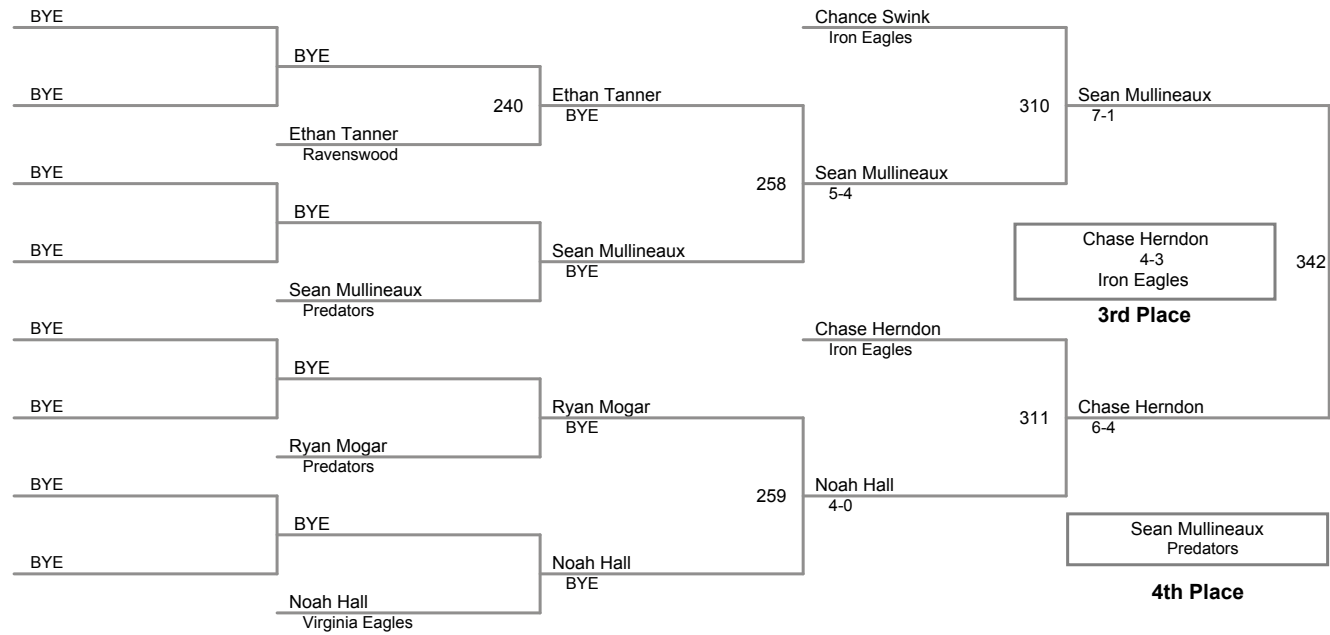 BYE
Chance Swink
Iron Eagles
BYE
BYE
240
Ethan Tanner
BYE
310
Sean Mullineaux
7-1
Ethan Tanner
Ravenswood
BYE
258
Sean Mullineaux
5-4
BYE
BYE
Sean Mullineaux
BYE
Chase Herndon
4-3
Iron Eagles
342
Sean Mullineaux
Predators
3rd Place
BYE
Chase Herndon
Iron Eagles
BYE
BYE
Ryan Mogar
BYE
311
Chase Herndon
6-4
Ryan Mogar
Predators
BYE
259
Noah Hall
4-0
BYE
Sean Mullineaux
Predators
BYE
Noah Hall
BYE
4th Place
Noah Hall
Virginia Eagles